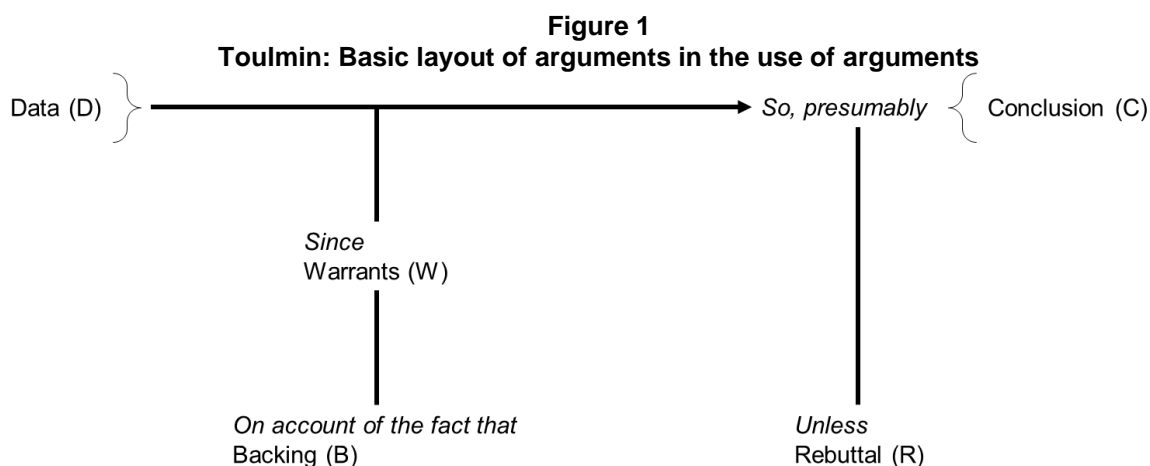 Figure 1
Toulmin: Basic layout of arguments in the use of arguments
Data (D)
So, presumably
Conclusion (C)
Since
Warrants (W)
On account of the fact that
Backing (B)
Unless
Rebuttal (R)